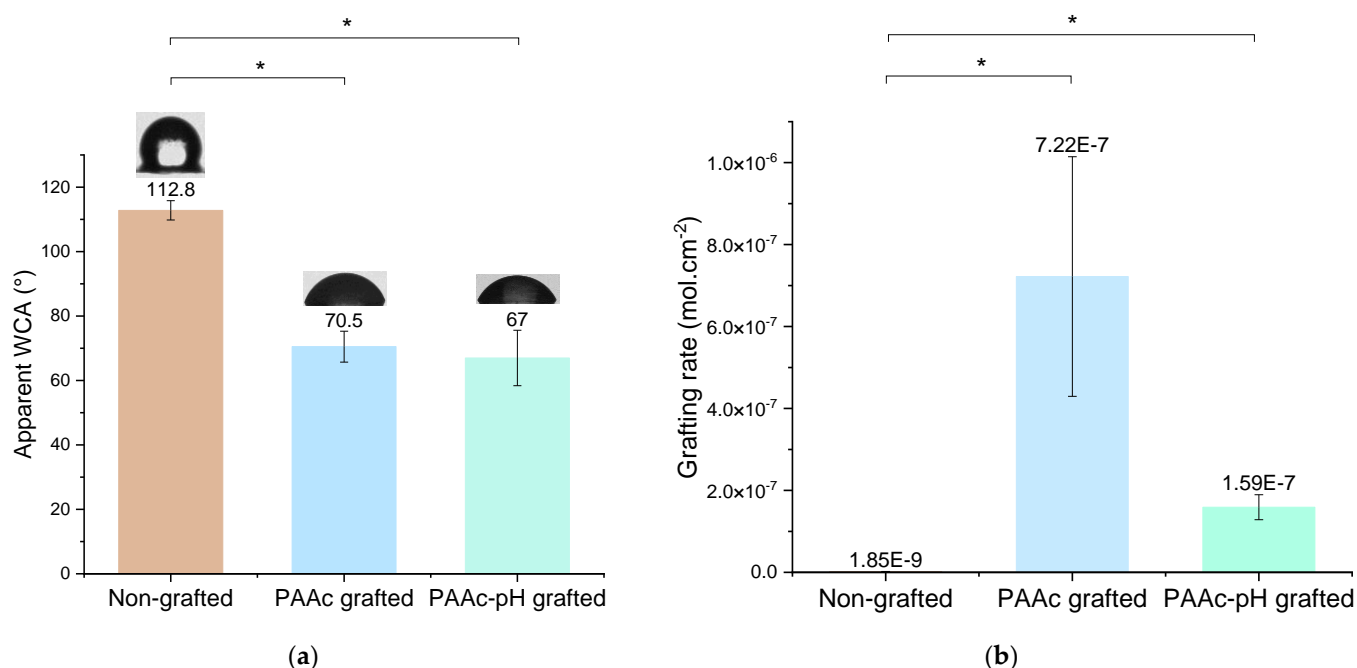 *
*
112.8
120
100
80
60
40
20
0
Apparent WCA (°)
70.5
67
Non-grafted
PAAc grafted
PAAc-pH grafted
(a)
*
*
1.0×10⁻⁶
8.0×10⁻⁷
6.0×10⁻⁷
4.0×10⁻⁷
2.0×10⁻⁷
0.0
Grafting rate (mol.cm⁻²)
1.85E-9
7.22E-7
1.59E-7
Non-grafted
PAAc grafted
PAAc-pH grafted
(b)